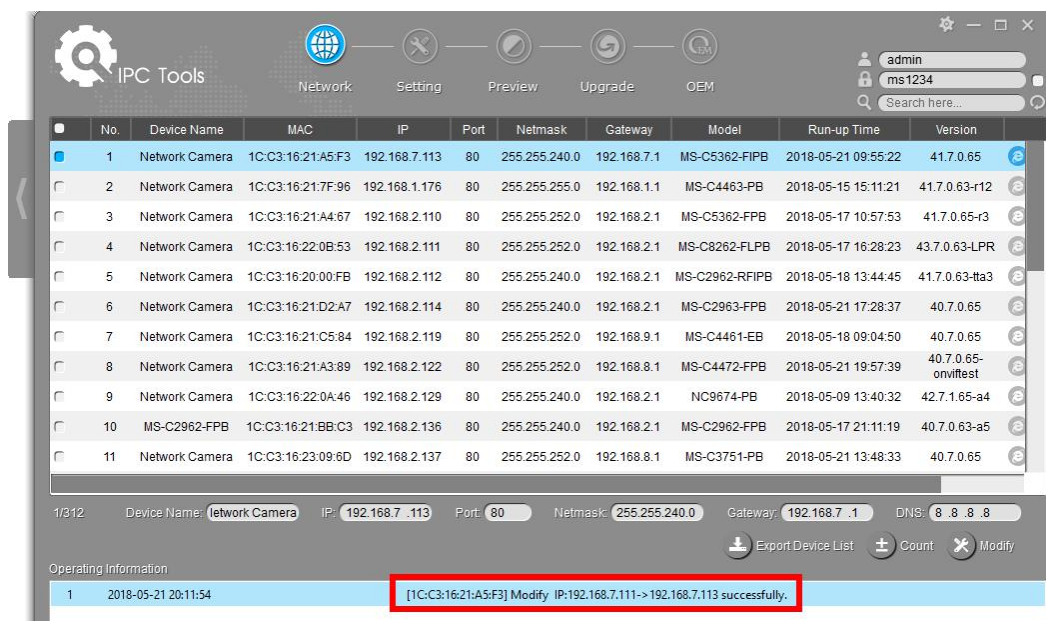 IPC Tools
Network Setting Preview Upgrade OEM
OEM
admin
ms1234
Search here...
No. Device Name MAC IP Port Netmask Gateway Model Run-up Time Version
1 Network Camera 1C:C3:16:21:A5:F3 192.168.7.113 80 255.255.240.0 192.168.7.1 MS-C5362-FIPB 2018-05-21 09:55:22 41.7.0.65
2 Network Camera 1C:C3:16:21:7F:96 192.168.1.176 80 255.255.255.0 192.168.1.1 MS-C4463-PB 2018-05-15 15:11:21 41.7.0.63-r12
3 Network Camera 1C:C3:16:21:A4:67 192.168.2.110 80 255.255.252.0 192.168.2.1 MS-C5362-FPB 2018-05-17 10:57:53 41.7.0.65-r3
4 Network Camera 1C:C3:16:22:0B:53 192.168.2.111 80 255.255.252.0 192.168.2.1 MS-C8262-FLPB 2018-05-17 16:28:23 43.7.0.63-LPR
5 Network Camera 1C:C3:16:20:00:FB 192.168.2.112 80 255.255.240.0 192.168.2.1 MS-C2962-RFIPB 2018-05-18 13:44:45 41.7.0.63-tta3
6 Network Camera 1C:C3:16:21:D2:A7 192.168.2.114 80 255.255.240.0 192.168.2.1 MS-C2963-FPB 2018-05-21 17:28:37 40.7.0.65
7 Network Camera 1C:C3:16:21:C5:84 192.168.2.119 80 255.255.240.0 192.168.9.1 MS-C4461-EB 2018-05-18 09:04:50 40.7.0.65
8 Network Camera 1C:C3:16:21:A3:89 192.168.2.122 80 255.255.240.0 192.168.8.1 MS-C4472-FPB 2018-05-21 19:57:39 40.7.0.65-
onviftest
9 Network Camera 1C:C3:16:22:0A:46 192.168.2.129 80 255.255.240.0 192.168.2.1 NC9674-PB 2018-05-09 13:40:32 42.7.1.65-a4
10 MS-C2962-FPB 1C:C3:16:21:BB:C3 192.168.2.136 80 255.255.240.0 192.168.2.1 MS-C2962-FPB 2018-05-17 21:11:19 40.7.0.63-a5
11 Network Camera 1C:C3:16:23:09:6D 192.168.2.137 80 255.255.252.0 192.168.8.1 MS-C3751-PB 2018-05-21 13:48:33 40.7.0.65
1/312 Device Name: letwork Camera IP: 192.168.7 .113 Port: 80 Netmask: 255.255.240.0 Gateway: 192.168.7 .1 DNS: 8 .8 .8 .8
Export Device List Count Modify
Operating Information
1 2018-05-21 20:11:54 [1C:C3:16:21:A5:F3] Modify IP:192.168.7.111->192.168.7.113 successfully.